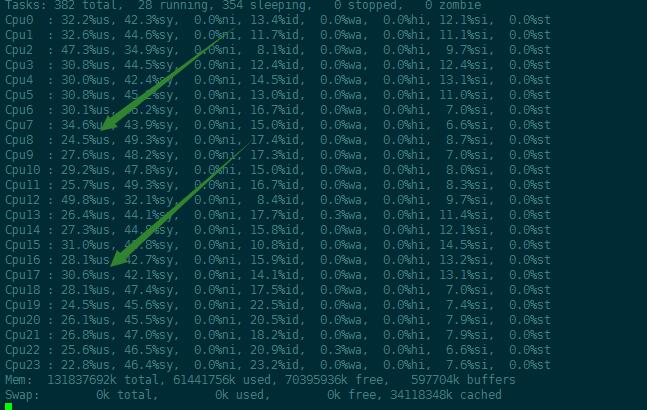 Tasks: 382 total,  28 running, 354 sleeping,   0 stopped,   0 zombie
Cpu0  : 32.2%us, 42.3%sy,  0.0%ni, 13.4%id,  0.0%wa,  0.0%hi, 12.1%si,  0.0%st
Cpu1  : 32.6%us, 44.6%sy,  0.0%ni, 11.7%id,  0.0%wa,  0.0%hi, 11.1%si,  0.0%st
Cpu2  : 47.3%us, 34.9%sy,  0.0%ni,  8.1%id,  0.0%wa,  0.0%hi,  9.7%si,  0.0%st
Cpu3  : 30.8%us, 44.5%sy,  0.0%ni, 12.4%id,  0.0%wa,  0.0%hi, 12.4%si,  0.0%st
Cpu4  : 30.0%us, 42.4%sy,  0.0%ni, 14.5%id,  0.0%wa,  0.0%hi, 13.1%si,  0.0%st
Cpu5  : 30.8%us,  0.0%ni, 13.0%id,  0.0%wa,  0.0%hi, 11.0%si,  0.0%st
Cpu6  : 30.1%us,  0.0%ni, 16.7%id,  0.0%wa,  0.0%hi,  7.0%si,  0.0%st
Cpu7  : 34.6%us, 43.9%sy,  0.0%ni, 15.0%id,  0.0%wa,  0.0%hi,  6.6%si,  0.0%st
Cpu8  : 24.5%us, 49.3%sy,  0.0%ni, 17.4%id,  0.0%wa,  0.0%hi,  8.7%si,  0.0%st
Cpu9  : 27.6%us, 48.2%sy,  0.0%ni, 17.3%id,  0.0%wa,  0.0%hi,  7.0%si,  0.0%st
Cpu10 : 29.2%us, 47.8%sy,  0.0%ni, 15.0%id,  0.0%wa,  0.0%hi,  8.0%si,  0.0%st
Cpu11 : 25.7%us, 49.3%sy,  0.0%ni, 16.7%id,  0.0%wa,  0.0%hi,  8.3%si,  0.0%st
Cpu12 : 49.8%us, 32.1%sy,  0.0%ni,  8.4%id,  0.0%wa,  0.0%hi,  9.7%si,  0.0%st
Cpu13 : 26.4%us, 44.1%sy,  0.0%ni, 17.7%id,  0.3%wa,  0.0%hi, 11.4%si,  0.0%st
Cpu14 : 27.3%us,  0.0%ni, 15.8%id,  0.0%wa,  0.0%hi, 12.1%si,  0.0%st
Cpu15 : 31.0%us,  0.0%ni, 10.8%id,  0.0%wa,  0.0%hi, 14.5%si,  0.0%st
Cpu16 : 28.1%us, 42.7%sy,  0.0%ni, 15.9%id,  0.0%wa,  0.0%hi, 13.2%si,  0.0%st
Cpu17 : 30.6%us, 42.1%sy,  0.0%ni, 14.1%id,  0.0%wa,  0.0%hi, 13.1%si,  0.0%st
Cpu18 : 28.1%us, 47.4%sy,  0.0%ni, 17.5%id,  0.0%wa,  0.0%hi,  7.0%si,  0.0%st
Cpu19 : 24.5%us, 45.6%sy,  0.0%ni, 22.5%id,  0.0%wa,  0.0%hi,  7.4%si,  0.0%st
Cpu20 : 26.1%us, 45.5%sy,  0.0%ni, 20.5%id,  0.0%wa,  0.0%hi,  7.9%si,  0.0%st
Cpu21 : 26.8%us, 47.0%sy,  0.0%ni, 18.2%id,  0.0%wa,  0.0%hi,  7.9%si,  0.0%st
Cpu22 : 25.6%us, 46.5%sy,  0.0%ni, 20.9%id,  0.3%wa,  0.0%hi,  6.6%si,  0.0%st
Cpu23 : 22.8%us, 46.4%sy,  0.0%ni, 23.2%id,  0.0%wa,  0.0%hi,  7.6%si,  0.0%st
Mem:  131837692k total, 61441756k used, 70395936k free,   597704k buffers
Swap:        0k total,        0k used,        0k free, 34118348k cached